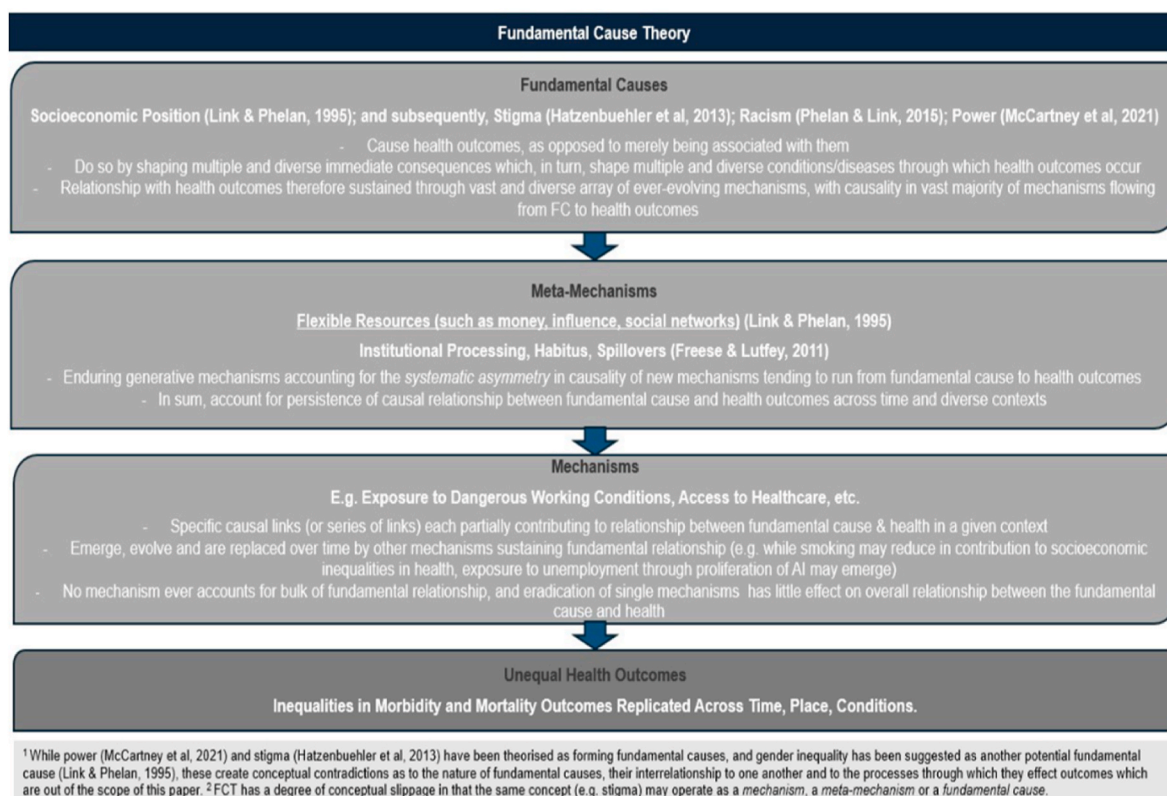 Fundamental Cause Theory
Fundamental Causes
Socioeconomic Position (Link & Phelan, 1995); and subsequently, Stigma (Hatzenbuehler et al, 2013); Racism (Phelan & Link, 2015); Power (McCartney et al, 2021)
- Cause health outcomes, as opposed to merely being associated with them
- Do so by shaping multiple and diverse immediate consequences which, in turn, shape multiple and diverse conditions/diseases through which health outcomes occur
- Relationship with health outcomes therefore sustained through vast and diverse array of ever-evolving mechanisms, with causality in vast majority of mechanisms flowing
from FC to health outcomes
Meta-Mechanisms
Flexible Resources (such as money, influence, social networks) (Link & Phelan, 1995)
Institutional Processing, Habitus, Spillovers (Freese & Lutfey, 2011)
- Enduring generative mechanisms accounting for the systematic asymmetry in causality of new mechanisms tending to run from fundamental cause to health outcomes
- In sum, account for persistence of causal relationship between fundamental cause and health outcomes across time and diverse contexts
Mechanisms
E.g. Exposure to Dangerous Working Conditions, Access to Healthcare, etc.
- Specific causal links (or series of links) each partially contributing to relationship between fundamental cause & health in a given context
- Emerge, evolve and are replaced over time by other mechanisms sustaining fundamental relationship (e.g. while smoking may reduce in contribution to socioeconomic
inequalities in health, exposure to unemployment through proliferation of AI may emerge)
- No mechanism ever accounts for bulk of fundamental relationship, and eradication of single mechanisms has little effect on overall relationship between the fundamental
cause and health
Unequal Health Outcomes
Inequalities in Morbidity and Mortality Outcomes Replicated Across Time, Place, Conditions.
1 While power (McCartney et al, 2021) and stigma (Hatzenbuehler et al, 2013) have been theorised as forming fundamental causes, and gender inequality has been suggested as another potential fundamental
cause (Link & Phelan, 1995), these create conceptual contradictions as to the nature of fundamental causes, their interrelationship to one another and to the processes through which they effect outcomes which
are out of the scope of this paper. 2 FCT has a degree of conceptual slippage in that the same concept (e.g. stigma) may operate as a mechanism, a meta-mechanism or a fundamental cause.